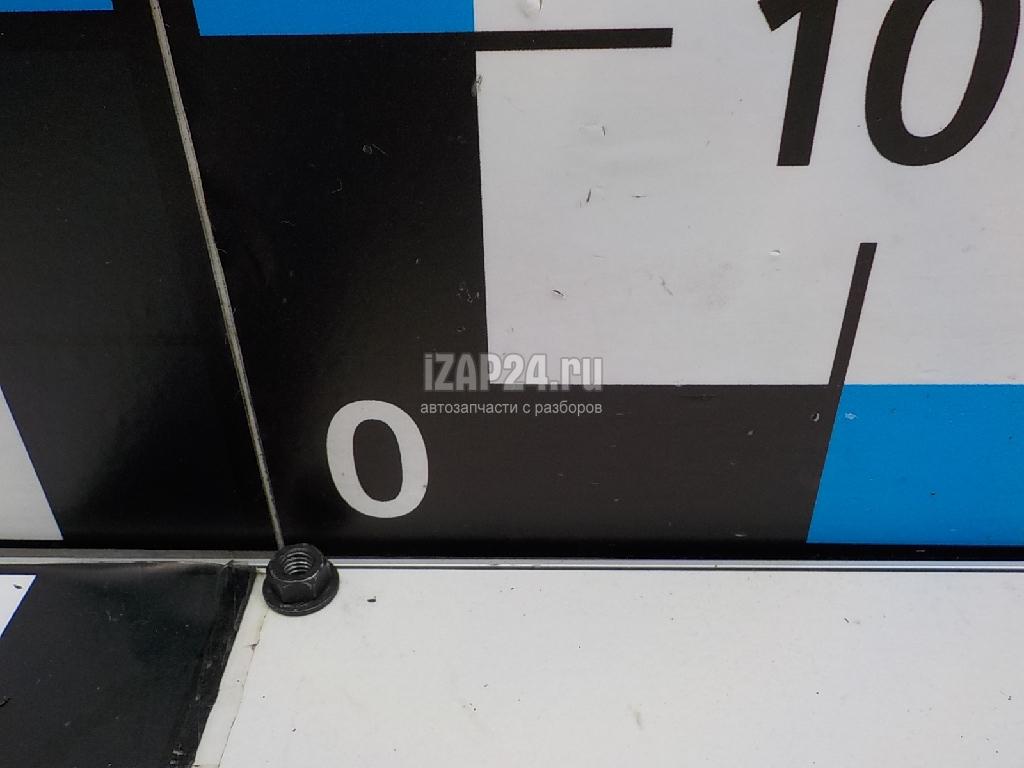 10
iZAP24.ru
автозапчасти с разборов
0